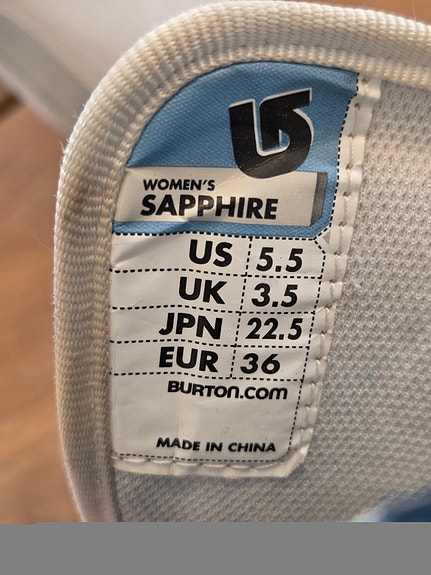 WOMEN'S
SAPPHIRE
US 5.5
UK 3.5
JPN 22.5
EUR 36
BURTON.COM
MADE IN CHINA